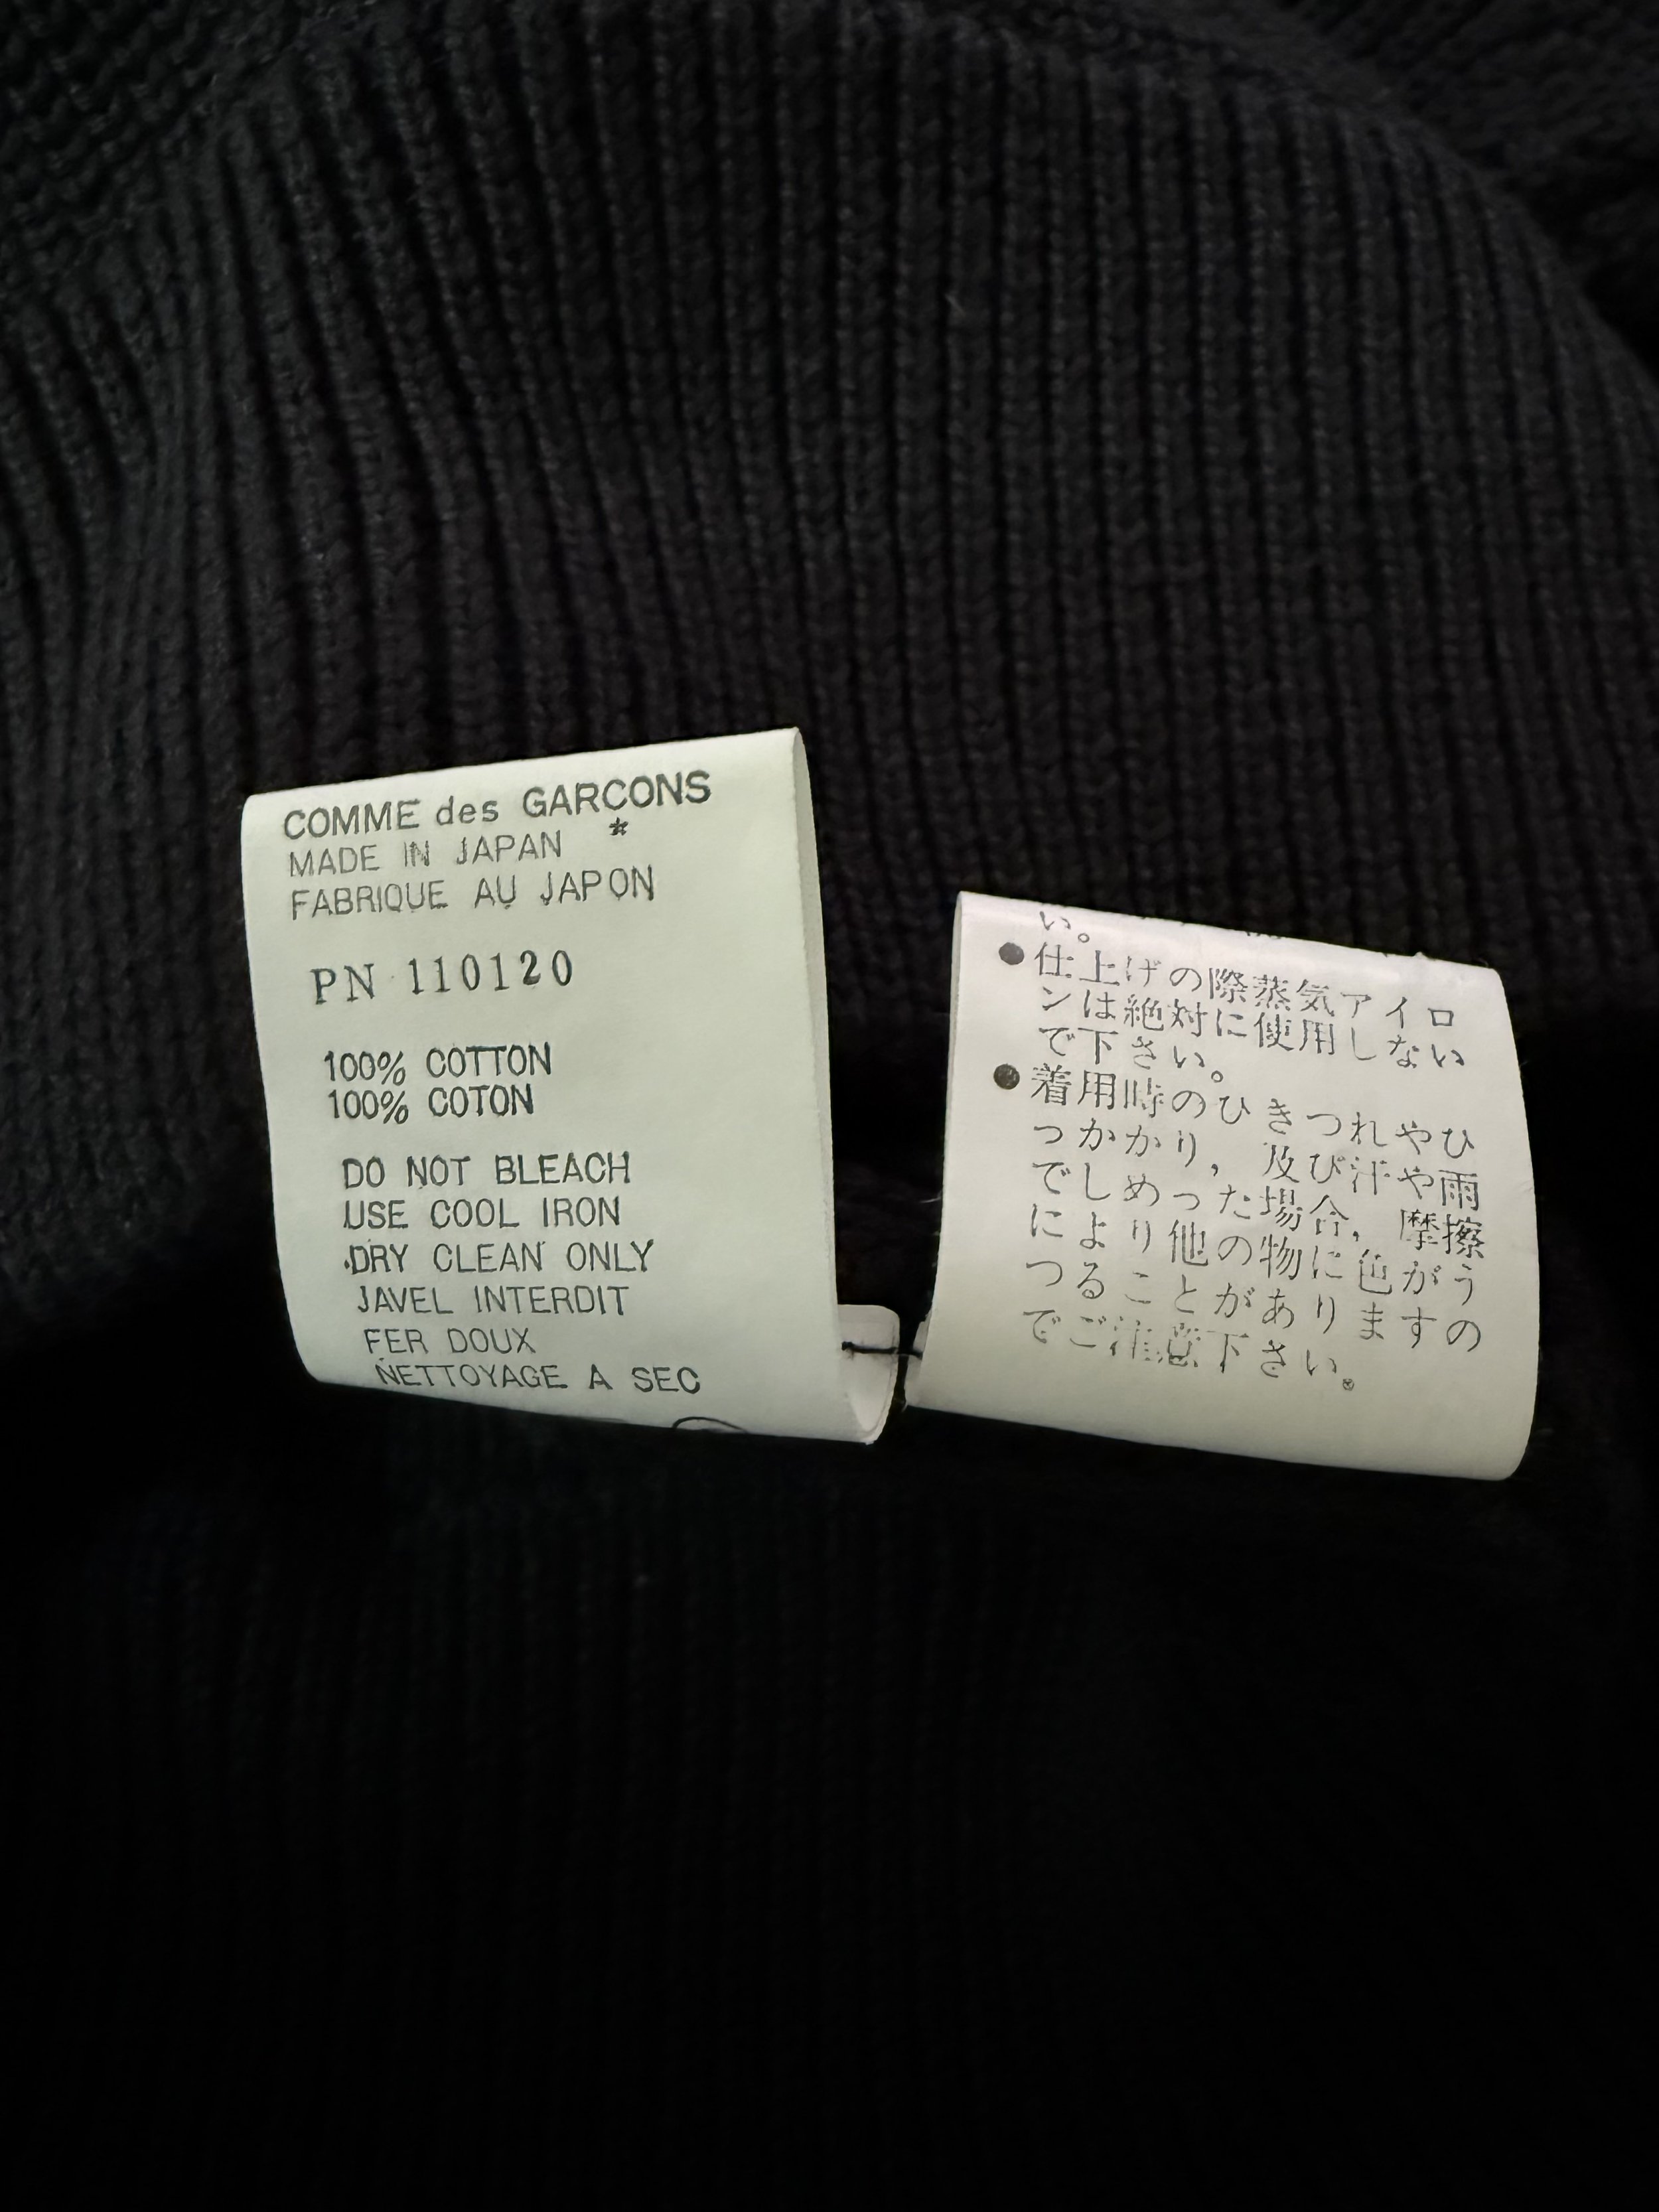 COMME des GARCONS
*
MADE IN JAPAN
FABRIQUE AU JAPON
PN 110120
100% COTTON
100% COTON
DO NOT BLEACH
USE COOL IRON
DRY CLEAN ONLY
JAVEL INTERDIT
FER DOUX
NETTOYAGE A SEC
い。
●仕上げの際蒸気アイロ
ンは絶対に使用しない
で下さい。
●着用時のひきつれやひ
っかかり，及び汗や雨
でしめった場合，摩擦
により他の物に色がう
つることがありますの
でご注意下さい。